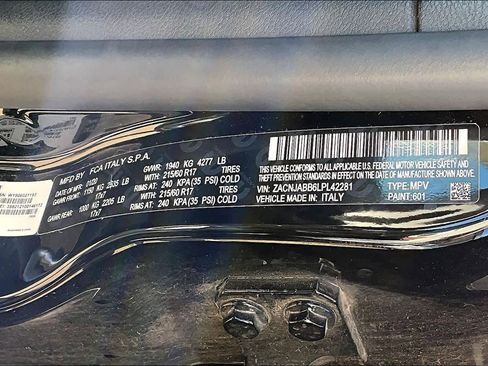 MFD BY: FCA ITALY S.P.A.
DATE OF MFR: 01/20 GVWR: 1940 KG 4277 LB
GAWR FRONT: 1150 KG 2535 LB WITH: 215/60 R17 TIRES
17x7 AT: 240 KPA(35 PSI) COLD
GAWR REAR: 1000 KG 2205 LB WITH: 215/60 R17 TIRES
17x7 AT: 240 KPA(35 PSI) COLD
THIS VEHICLE CONFORMS TO ALL APPLICABLE
U.S.A. FEDERAL MOTOR VEHICLE SAFETY AND
THEFT PREVENTION STANDARDS IN EFFECT ON THE
DATE OF MANUFACTURE SHOWN ABOVE.
VIN: ZACNJABB6LPL42281 TYPE: MPV
VEHICLE MADE IN: ITALY PAINT:601